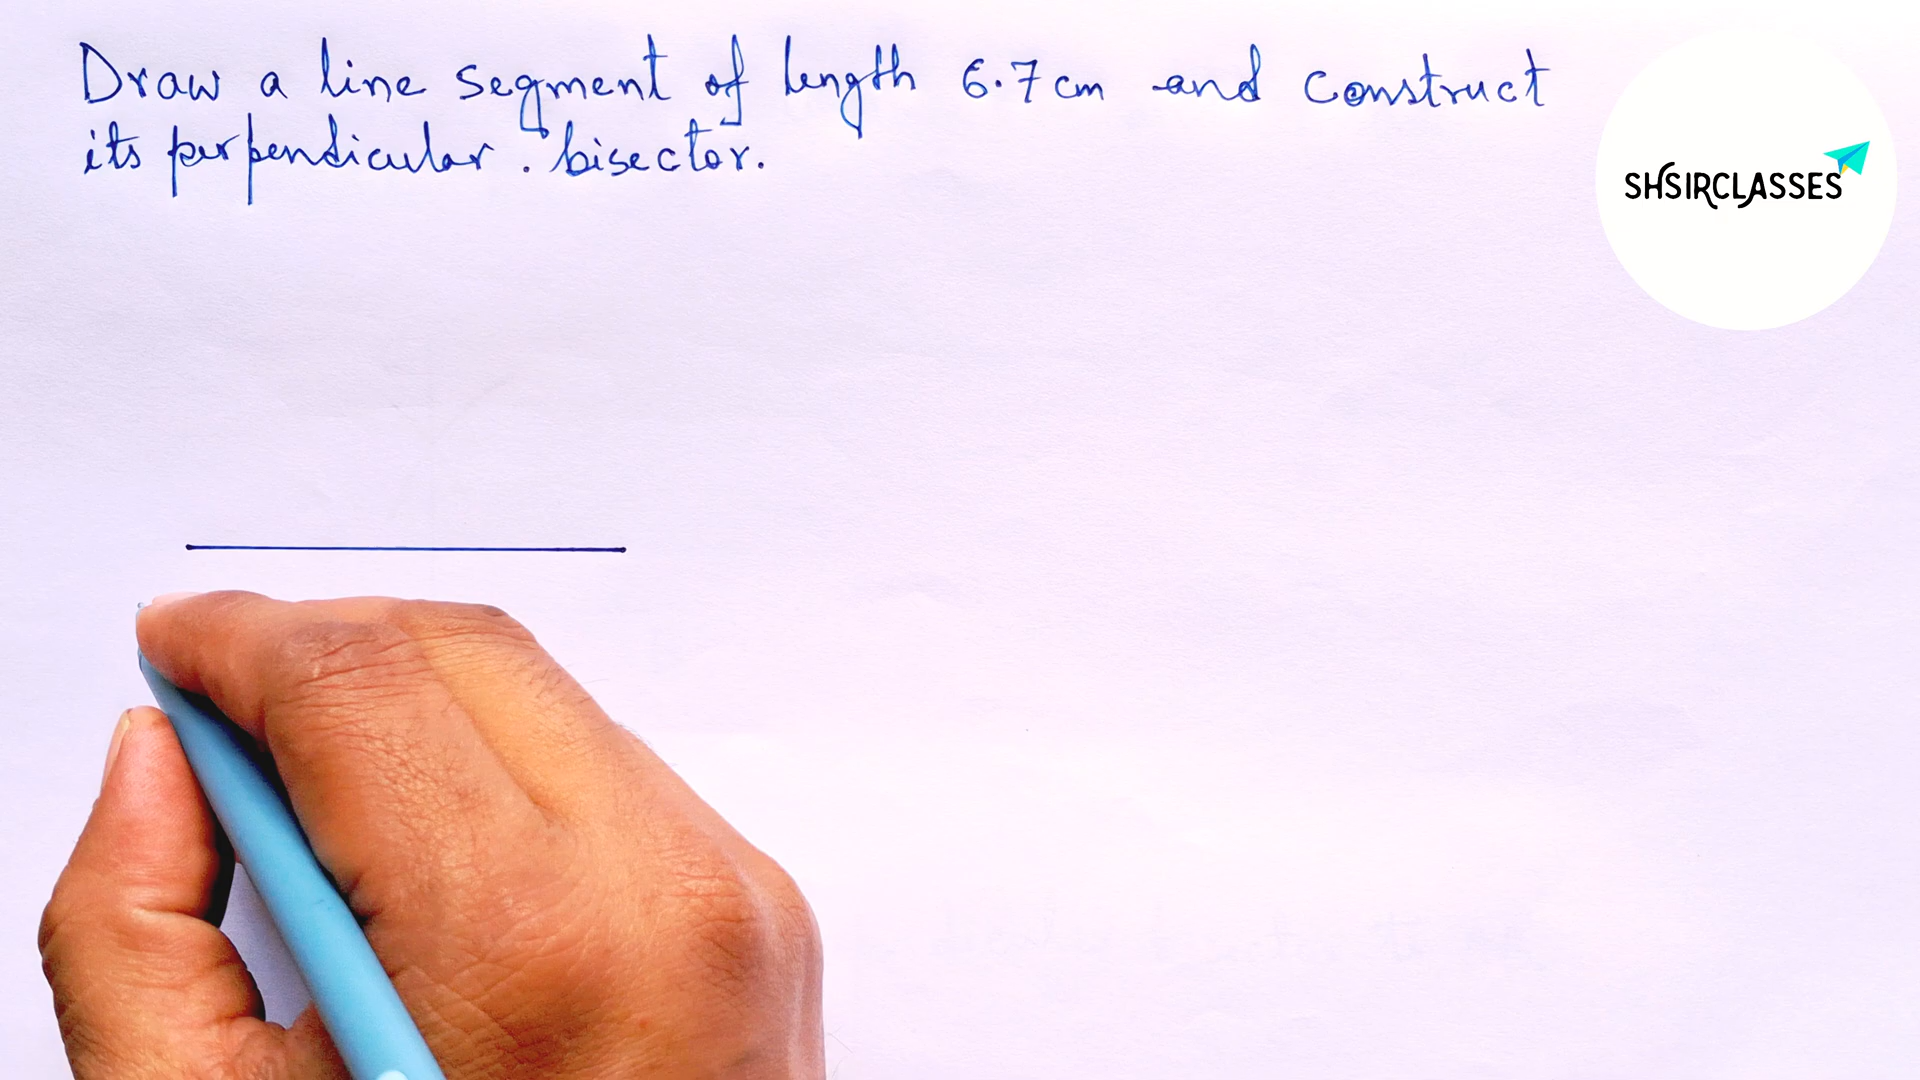 Draw a line segment of length 6.7 cm and construct
its perpendicular. bisector.
SHSIRCLASSES